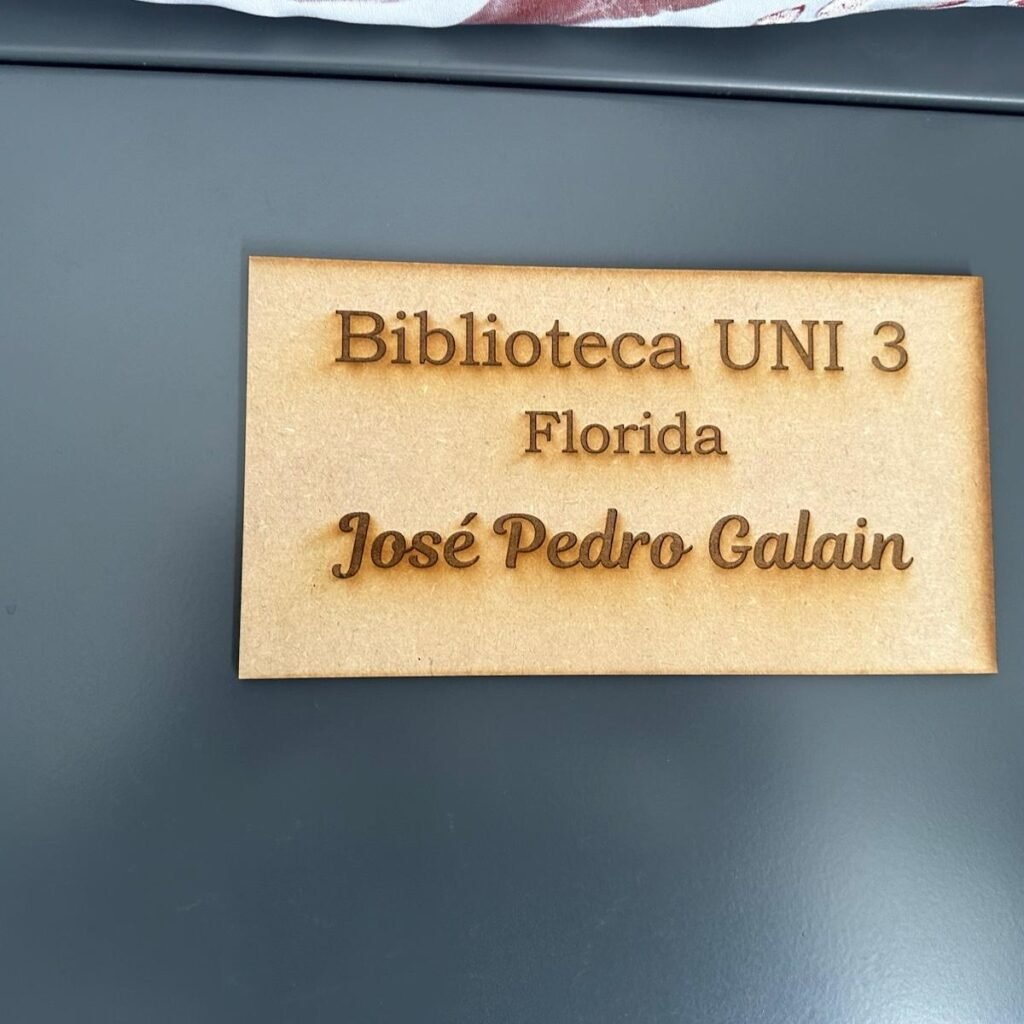 Biblioteca UNI 3
Florida
José Pedro Galain